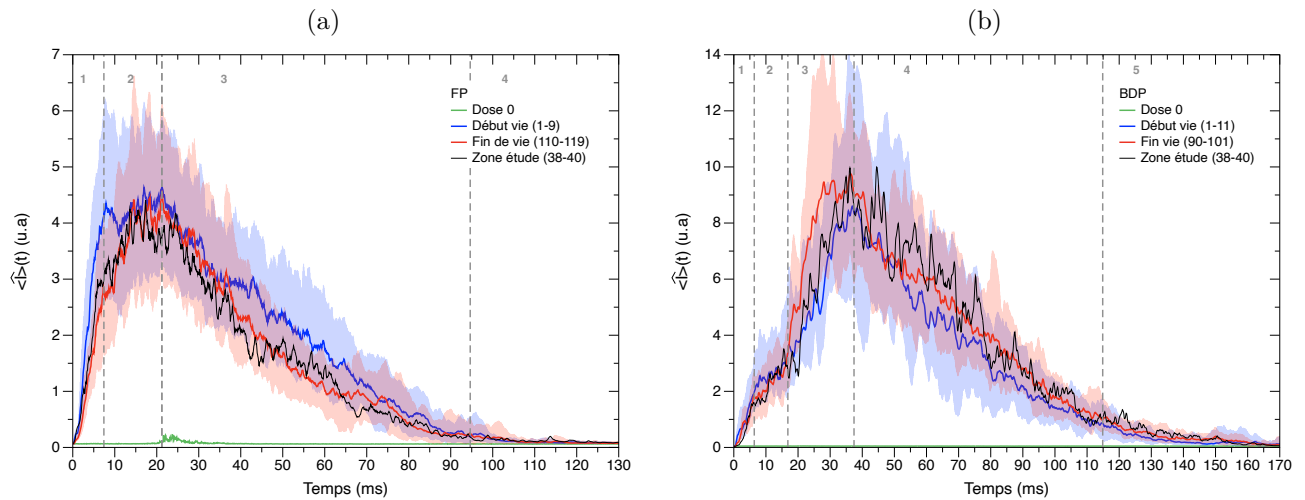 (a)
7
6
5
4
3
2
1
0
<Î>(t) (u.a)
1 2 3 4
FP
Dose 0
Début vie (1-9)
Fin de vie (110-119)
Zone étude (38-40)
0 10 20 30 40 50 60 70 80 90 100 110 120 130
Temps (ms)
(b)
14
12
10
8
6
4
2
0
<Î>(t) (u.a)
1 2 3 4 5
BDP
Dose 0
Début vie (1-11)
Fin vie (90-101)
Zone étude (38-40)
0 10 20 30 40 50 60 70 80 90 100 110 120 130 140 150 160 170
Temps (ms)